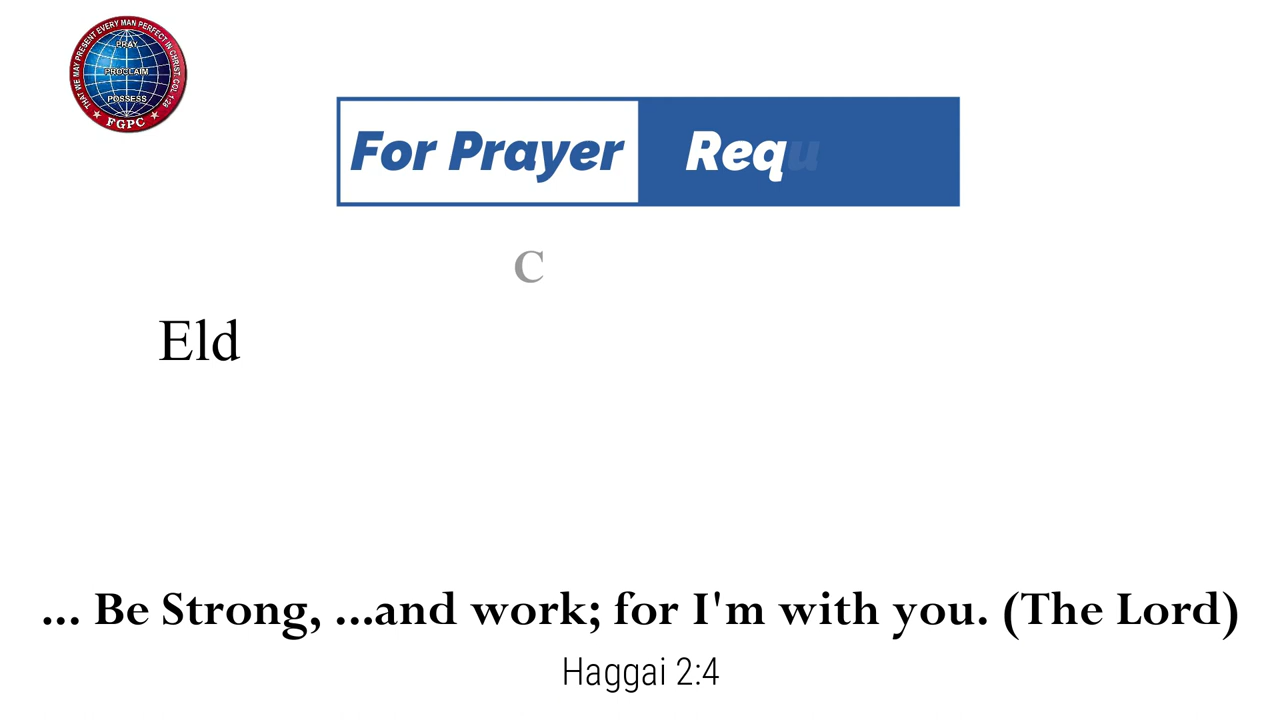 THAT WE MAY PRESENT EVERY MAN PERFECT IN CHRIST. COL 1:28
PRAY
PROCLAIM
POSSESS
FGPC
For Prayer Requ
C
Eld
... Be Strong, ...and work; for I'm with you. (The Lord)
Haggai 2:4